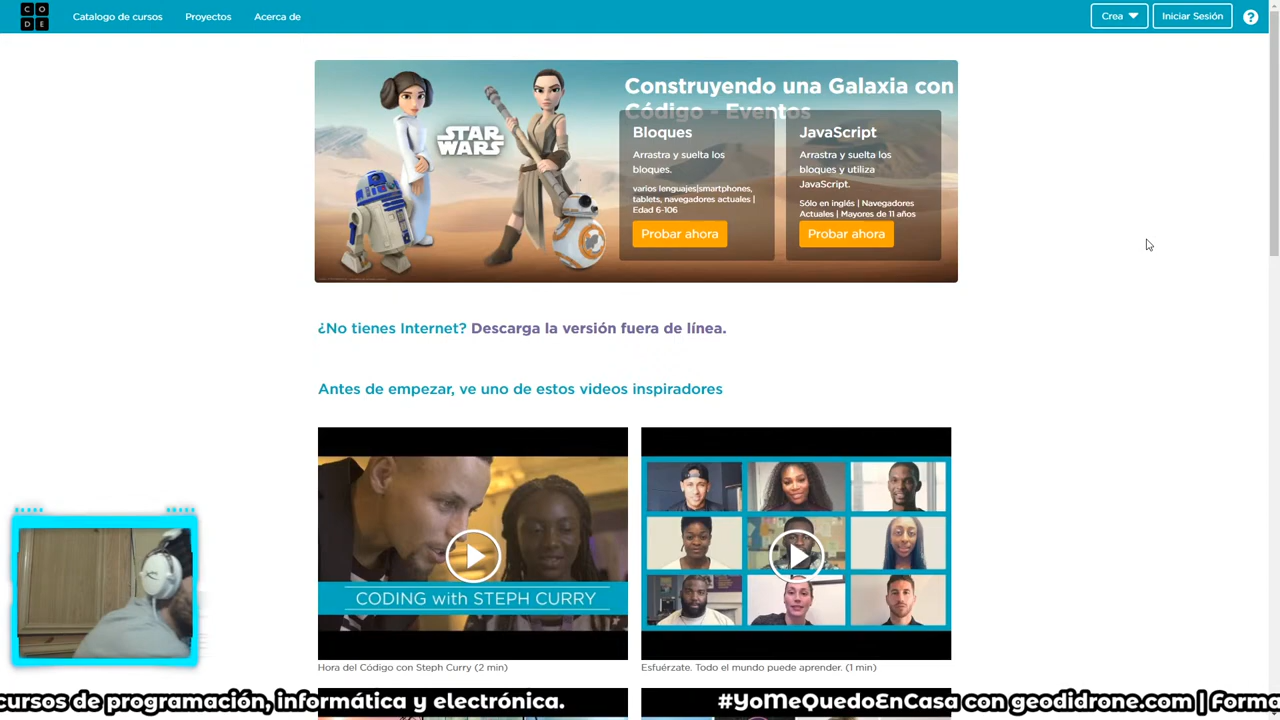 CODE
Catalogo de cursos
Proyectos
Acerca de
Crea
Iniciar Sesión
?
Construyendo una Galaxia con
Código - Eventos
STAR
WARS
Bloques
Arrastra y suelta los
bloques.
varios lenguajes|smartphones,
tablets, navegadores actuales |
Edad 6-106
Probar ahora
JavaScript
Arrastra y suelta los
bloques y utiliza
JavaScript.
Sólo en inglés | Navegadores
Actuales | Mayores de 11 años
Probar ahora
¿No tienes Internet? Descarga la versión fuera de línea.
Antes de empezar, ve uno de estos videos inspiradores
CODING with STEPH CURRY
Hora del Código con Steph Curry (2 min)
Esfuérzate. Todo el mundo puede aprender. (1 min)
cursos de programación, informática y electrónica.
#YoMeQuedoEnCasa con geodidrone.com | Forma